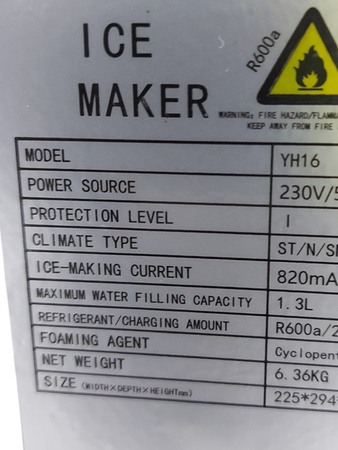 ICE
MAKER
R600a
WARNING: FIRE HAZARD/FLAMMA
KEEP AWAY FROM FIRE
MODEL YH16
POWER SOURCE 230V/5
PROTECTION LEVEL I
CLIMATE TYPE ST/N/S
ICE-MAKING CURRENT 820mA
MAXIMUM WATER FILLING CAPACITY 1.3L
REFRIGERANT/CHARGING AMOUNT R600a/2
FOAMING AGENT Cyclopent
NET WEIGHT 6.36KG
SIZE (WIDTH×DEPTH×HEIGHTmm) 225*294*